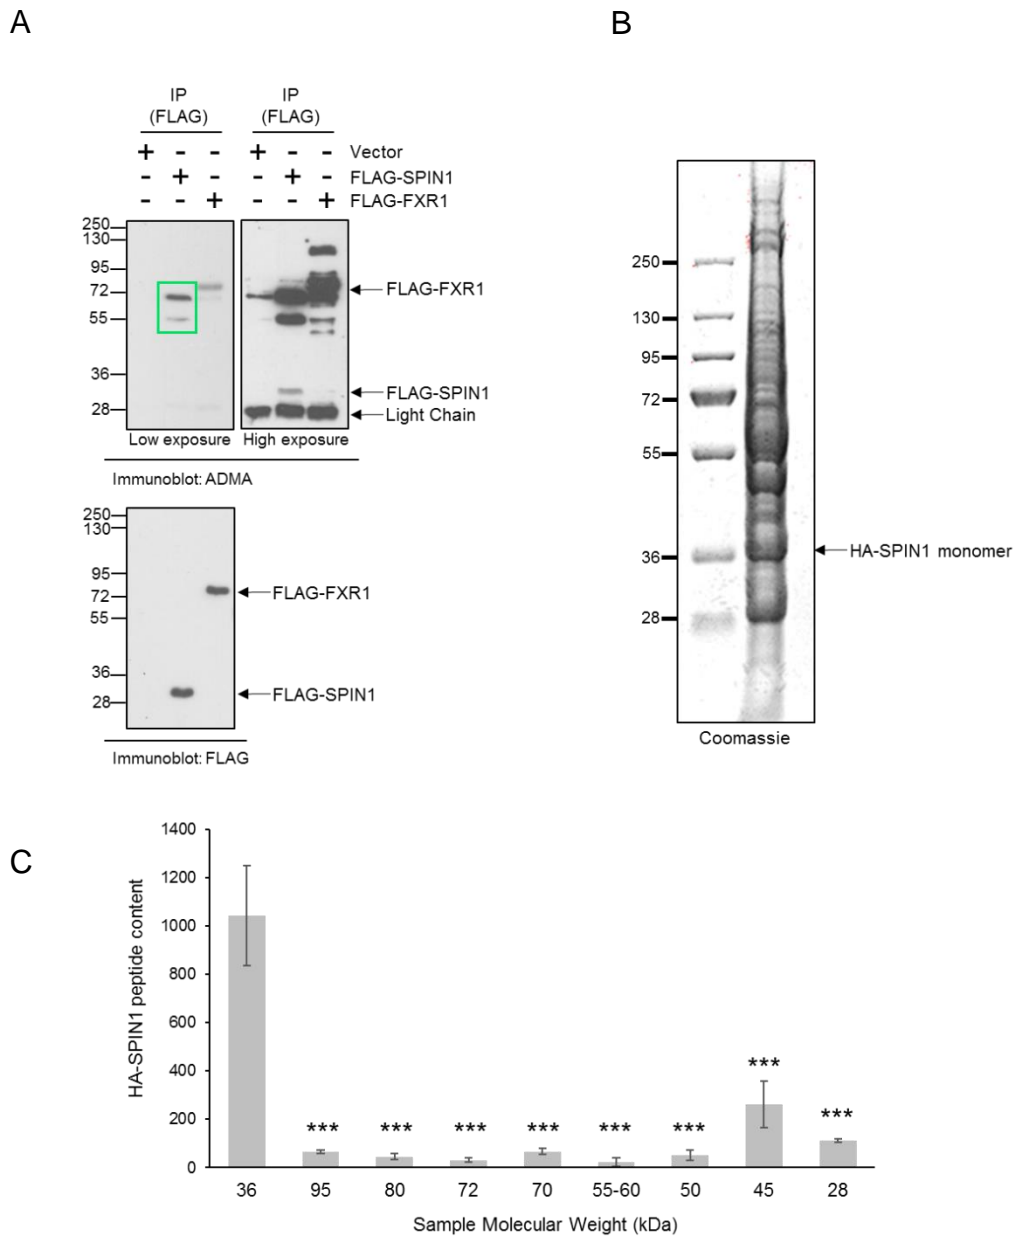 A
B
IP
(FLAG)
IP
(FLAG)
+ - - + - - Vector
- + - - + - FLAG-SPIN1
- - + - - + FLAG-FXR1
250
130
95
72
55
36
28
FLAG-FXR1
FLAG-SPIN1
Light Chain
Low exposure
High exposure
Immunoblot: ADMA
250
130
95
72
55
36
28
FLAG-FXR1
FLAG-SPIN1
Immunoblot: FLAG
250
130
95
72
55
36
28
HA-SPIN1 monomer
Coomassie
C
HA-SPIN1 peptide content
1400
1200
1000
800
600
400
200
0
*** *** *** *** *** *** *** ***
36 95 80 72 70 55-60 50 45 28
Sample Molecular Weight (kDa)